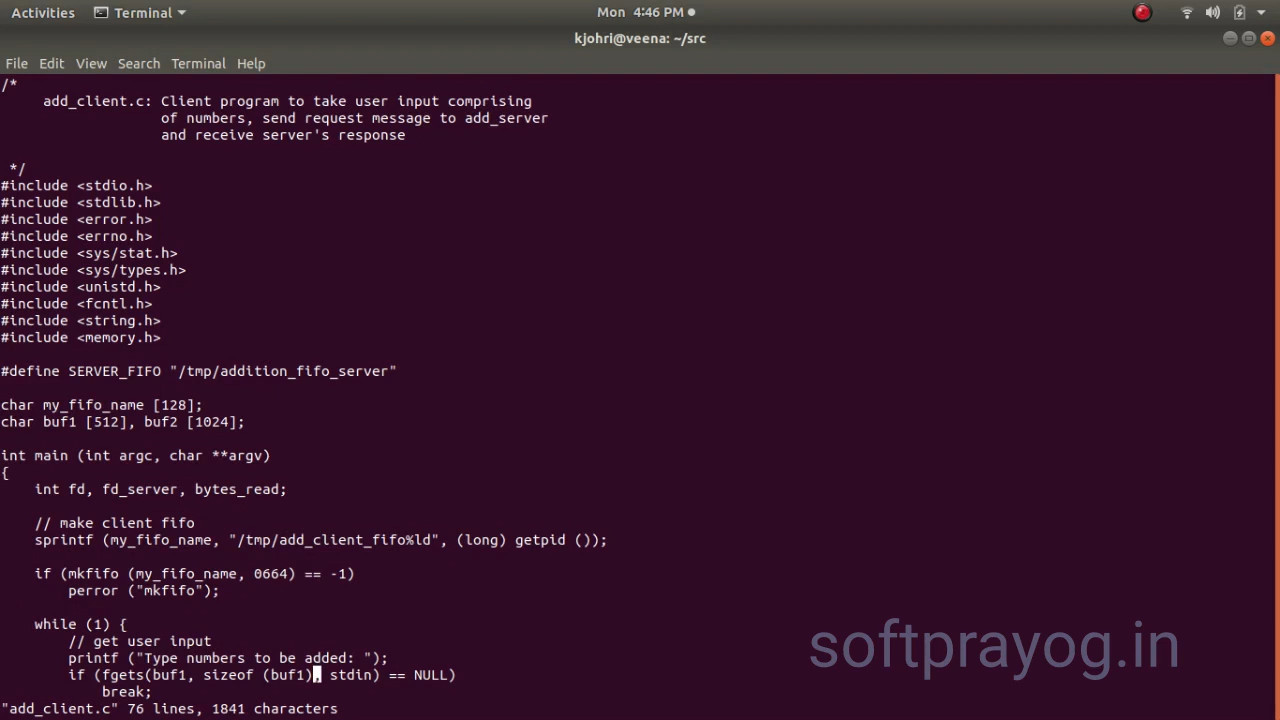 Activities Terminal Mon 4:46 PM
kjohri@veena: ~/src
File Edit View Search Terminal Help
/*
     add_client.c: Client program to take user input comprising
                   of numbers, send request message to add_server
                   and receive server's response

 */
#include <stdio.h>
#include <stdlib.h>
#include <error.h>
#include <errno.h>
#include <sys/stat.h>
#include <sys/types.h>
#include <unistd.h>
#include <fcntl.h>
#include <string.h>
#include <memory.h>

#define SERVER_FIFO "/tmp/addition_fifo_server"

char my_fifo_name [128];
char buf1 [512], buf2 [1024];

int main (int argc, char **argv)
{
    int fd, fd_server, bytes_read;

    // make client fifo
    sprintf (my_fifo_name, "/tmp/add_client_fifo%ld", (long) getpid ());

    if (mkfifo (my_fifo_name, 0664) == -1)
        perror ("mkfifo");

    while (1) {
        // get user input
        printf ("Type numbers to be added: ");
        if (fgets(buf1, sizeof (buf1), stdin) == NULL)
            break;
"add_client.c" 76 lines, 1841 characters
softprayog.in